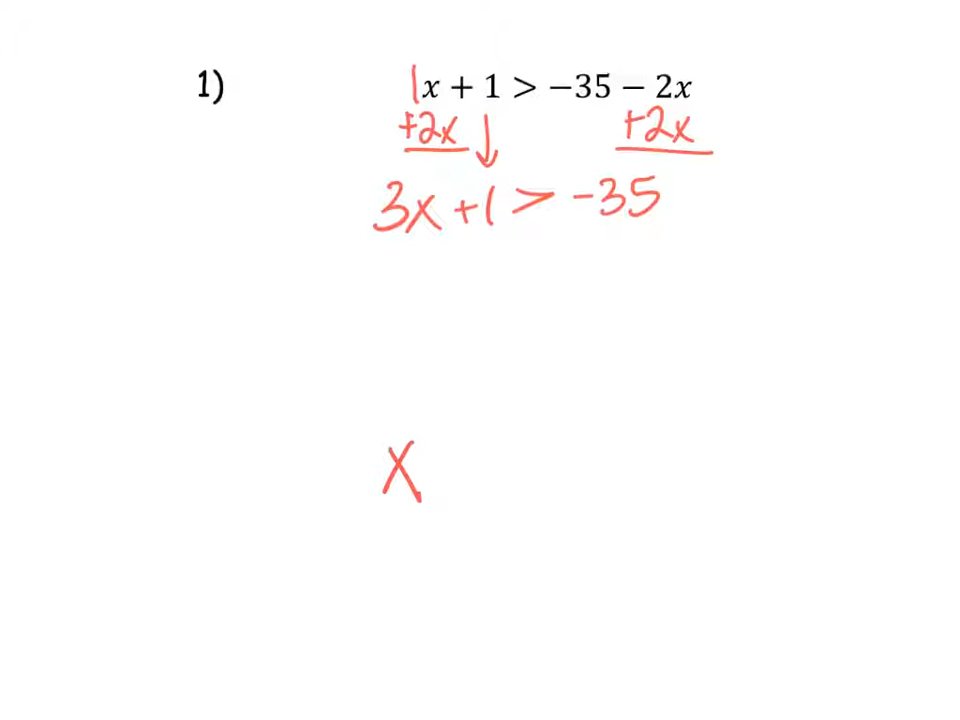 1) 1x + 1 > −35 − 2x
+2x ↓ +2x
3x +1 > -35
x